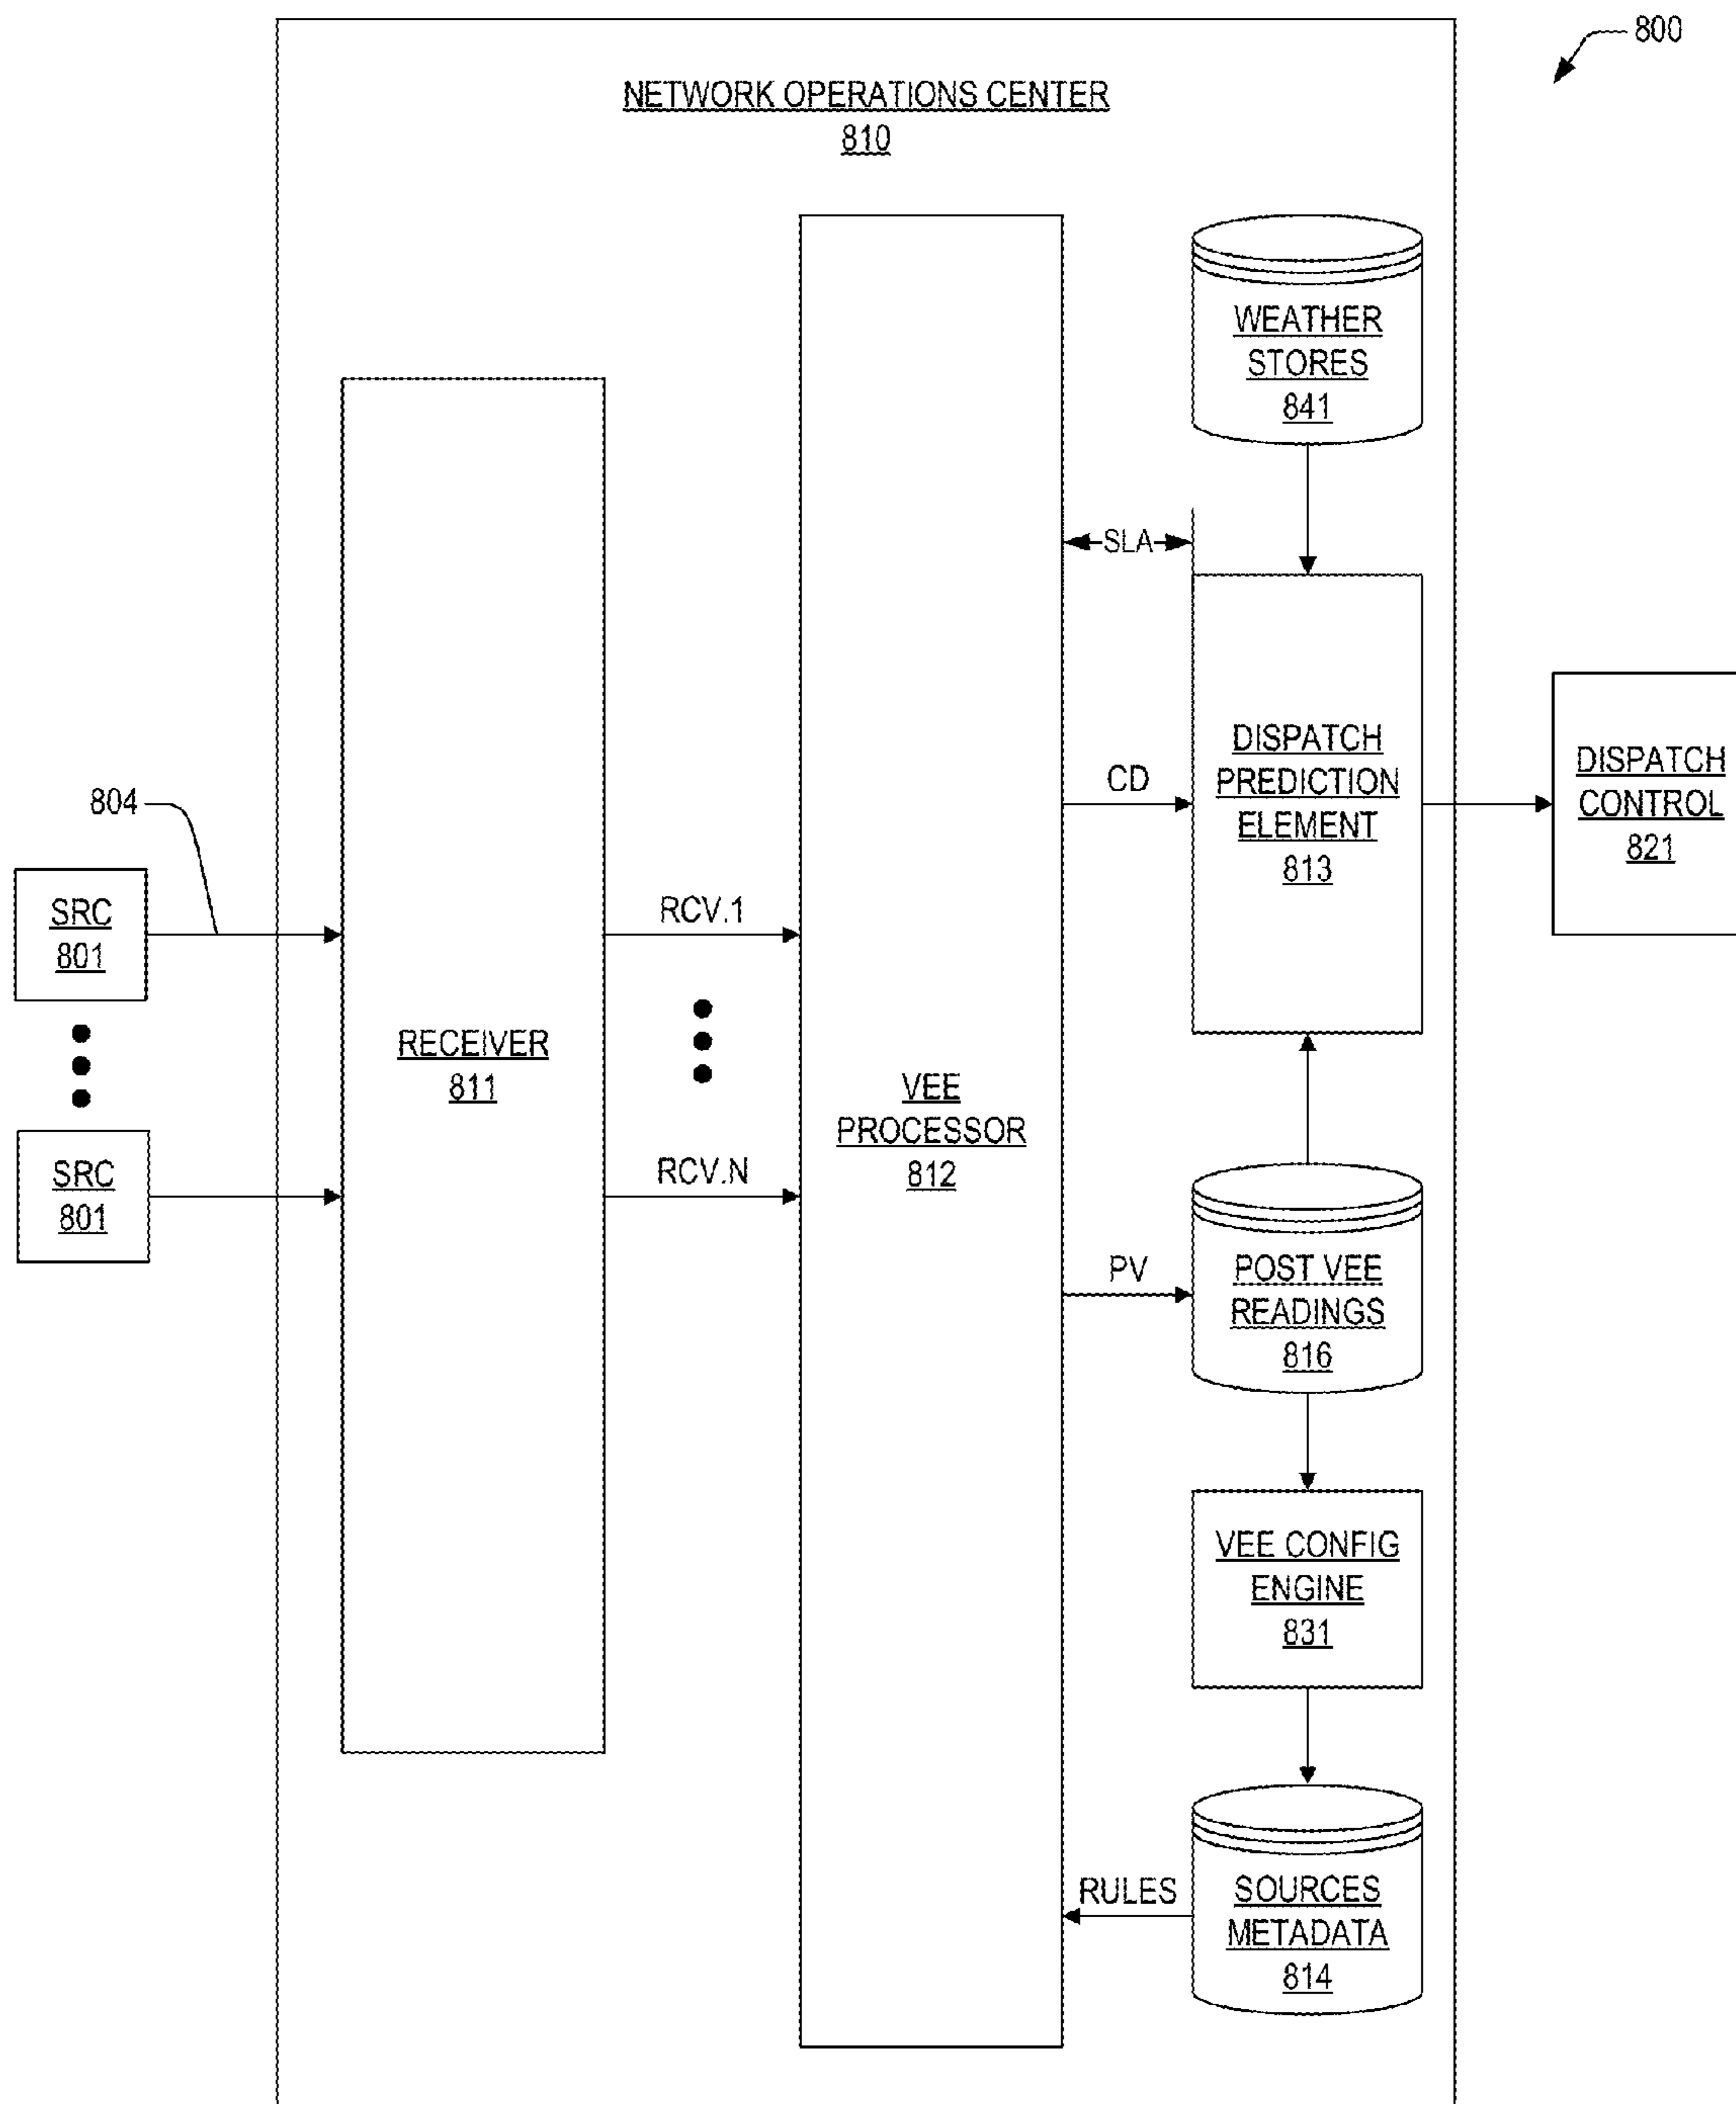 800
NETWORK OPERATIONS CENTER
810
WEATHER
STORES
841
SLA
DISPATCH
PREDICTION
ELEMENT
813
CD
DISPATCH
CONTROL
821
804
SRC
801
RCV.1
RECEIVER
811
VEE
PROCESSOR
812
SRC
801
RCV.N
PV
POST VEE
READINGS
816
VEE CONFIG
ENGINE
831
RULES
SOURCES
METADATA
814